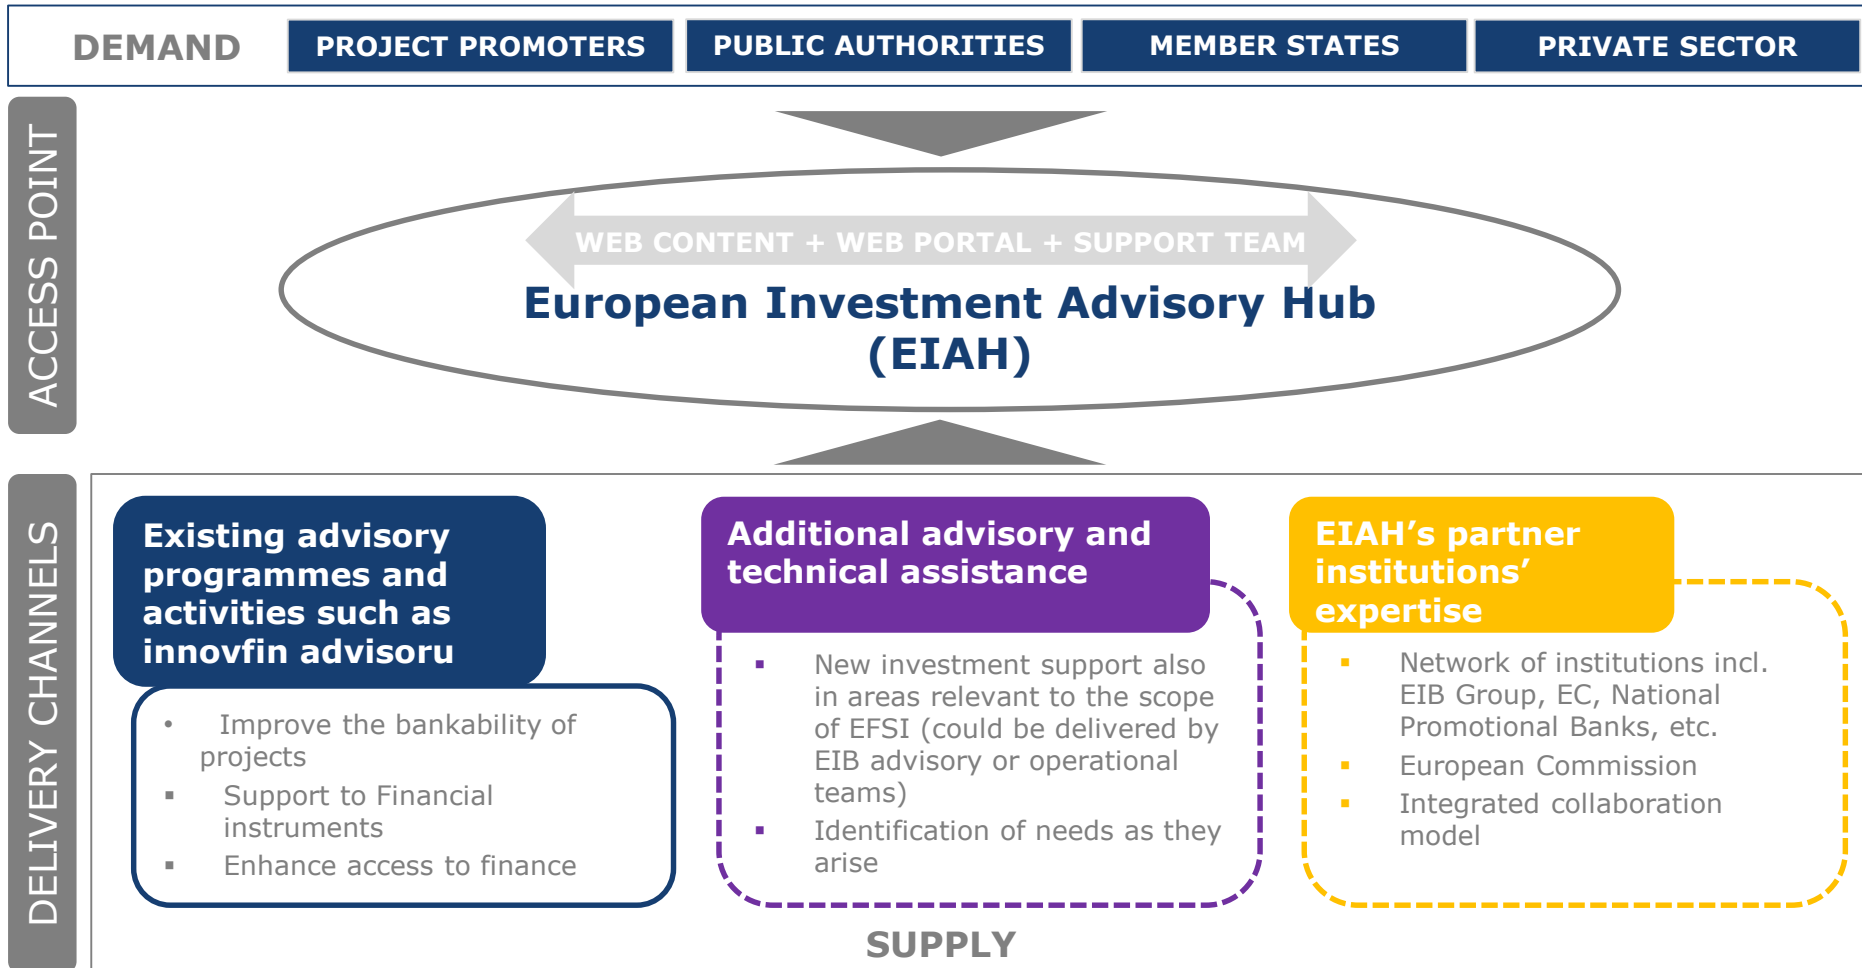 DEMAND
PROJECT PROMOTERS
PUBLIC AUTHORITIES
MEMBER STATES
PRIVATE SECTOR
ACCESS POINT
WEB CONTENT + WEB PORTAL + SUPPORT TEAM
European Investment Advisory Hub
(EIAH)
DELIVERY CHANNELS
Existing advisory
programmes and
activities such as
innovfin advisoru
• Improve the bankability of
projects
▪ Support to Financial
instruments
▪ Enhance access to finance
Additional advisory and
technical assistance
▪ New investment support also
in areas relevant to the scope
of EFSI (could be delivered by
EIB advisory or operational
teams)
▪ Identification of needs as they
arise
EIAH’s partner
institutions’
expertise
▪ Network of institutions incl.
EIB Group, EC, National
Promotional Banks, etc.
▪ European Commission
▪ Integrated collaboration
model
SUPPLY